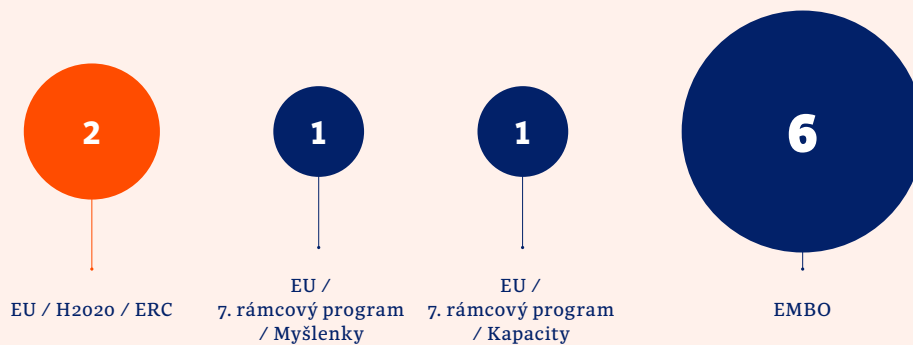 2
1
1
6
EU / H2020 / ERC
EU /
7. rámcový program
/ Myšlenky
EU /
7. rámcový program
/ Kapacity
EMBO